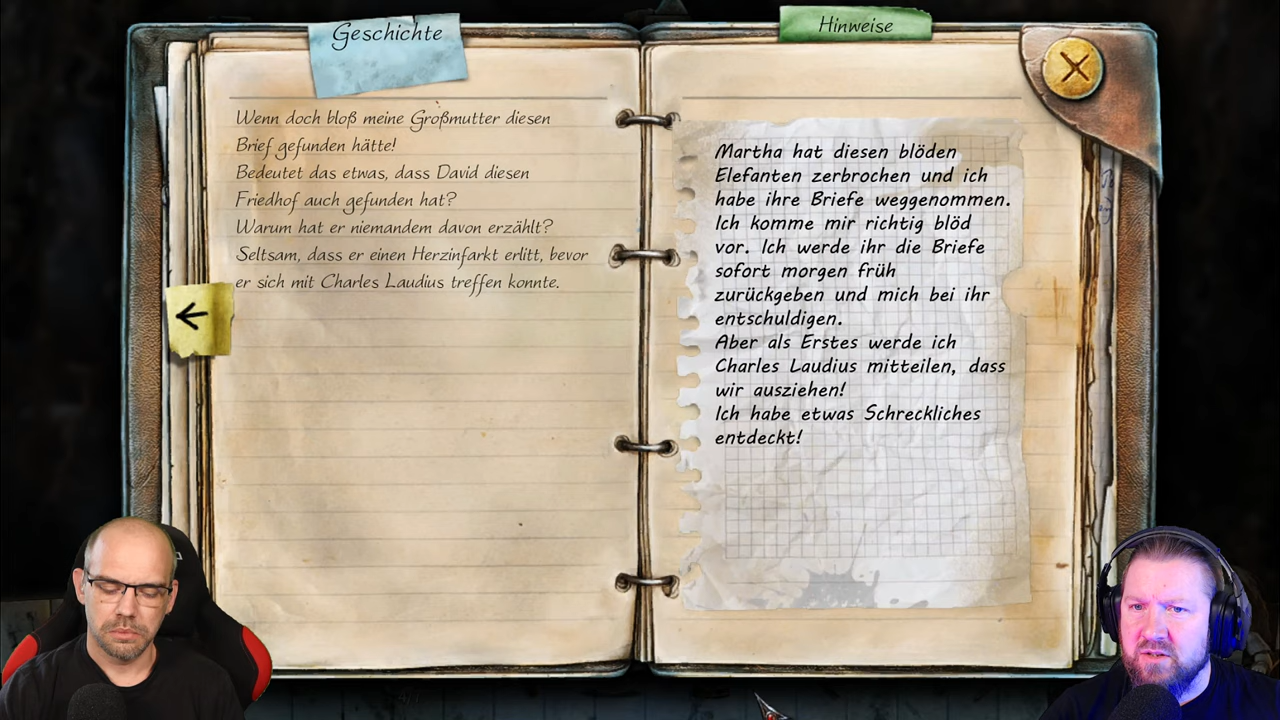 Geschichte
Wenn doch bloß meine Großmutter diesen
Brief gefunden hätte!
Bedeutet das etwas, dass David diesen
Friedhof auch gefunden hat?
Warum hat er niemandem davon erzählt?
Seltsam, dass er einen Herzinfarkt erlitt, bevor
er sich mit Charles Laudius treffen konnte.
Hinweise
Martha hat diesen blöden
Elefanten zerbrochen und ich
habe ihre Briefe weggenommen.
Ich komme mir richtig blöd
vor. Ich werde ihr die Briefe
sofort morgen früh
zurückgeben und mich bei ihr
entschuldigen.
Aber als Erstes werde ich
Charles Laudius mitteilen, dass
wir ausziehen!
Ich habe etwas Schreckliches
entdeckt!